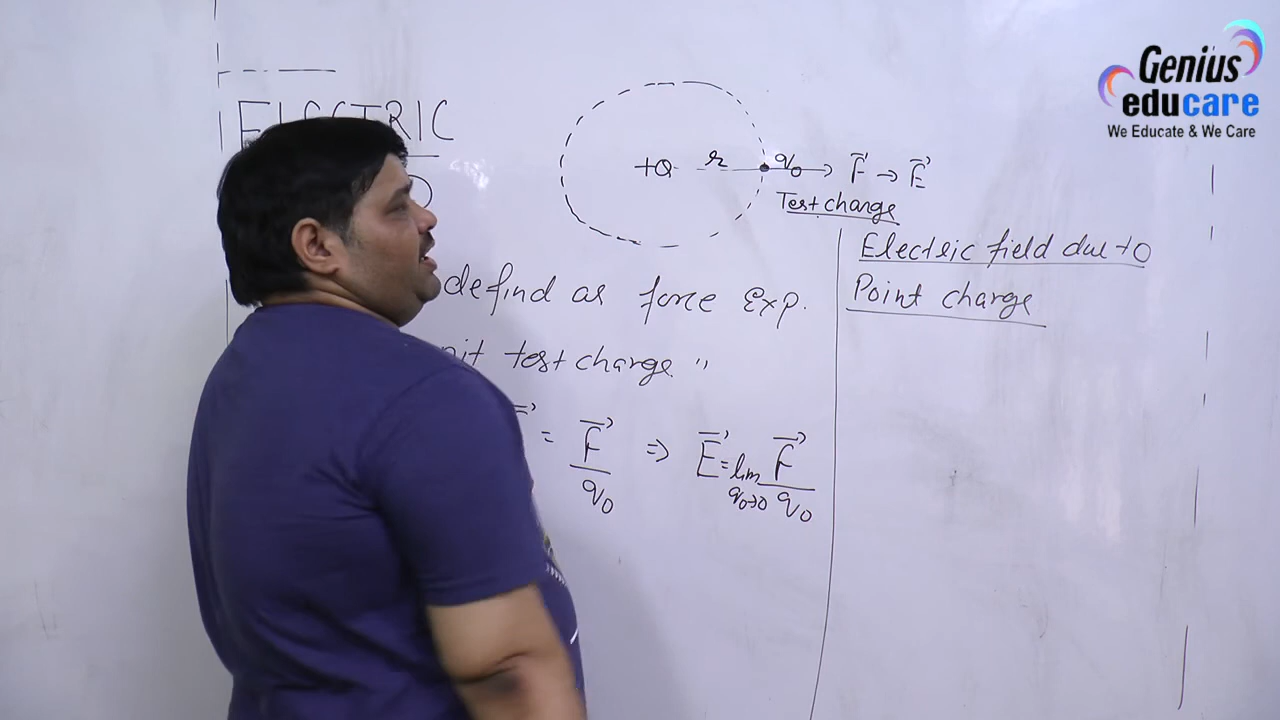 Genius
educare
We Educate & We Care
ELECTRIC
+Q r q₀ → F⃗ → E⃗
Test charge
Electric field due to
Point charge
defind as force Exp.
unit test charge "
= F⃗/q₀ ⇒ E⃗ = lim q₀→0 F⃗/q₀